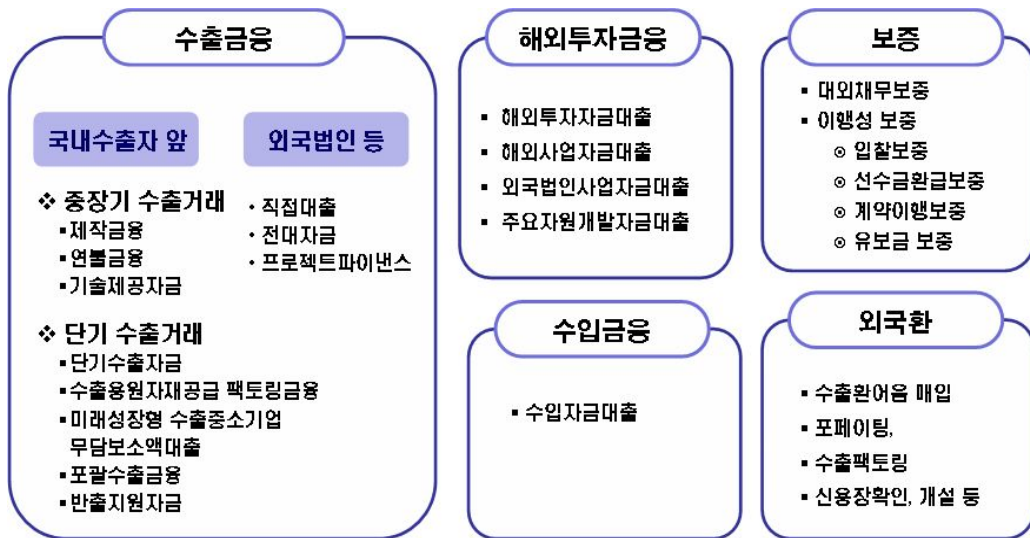 수출금융
국내수출자 앞
❖ 중장기 수출거래
▪제작금융
▪연불금융
▪기술제공자금
❖ 단기 수출거래
▪단기수출자금
▪수출용원자재공급 팩토링금융
▪미래성장형 수출중소기업
무담보소액대출
▪포괄수출금융
▪반출지원자금
외국법인 등
• 직접대출
• 전대자금
• 프로젝트파이낸스
해외투자금융
▪ 해외투자자금대출
▪ 해외사업자금대출
▪ 외국법인사업자금대출
▪ 주요자원개발자금대출
보증
▪ 대외채무보증
▪ 이행성 보증
⊙ 입찰보증
⊙ 선수금환급보증
⊙ 계약이행보증
⊙ 유보금 보증
수입금융
▪ 수입자금대출
외국환
▪ 수출환어음 매입
▪ 포페이팅,
▪ 수출팩토링
▪ 신용장확인, 개설 등